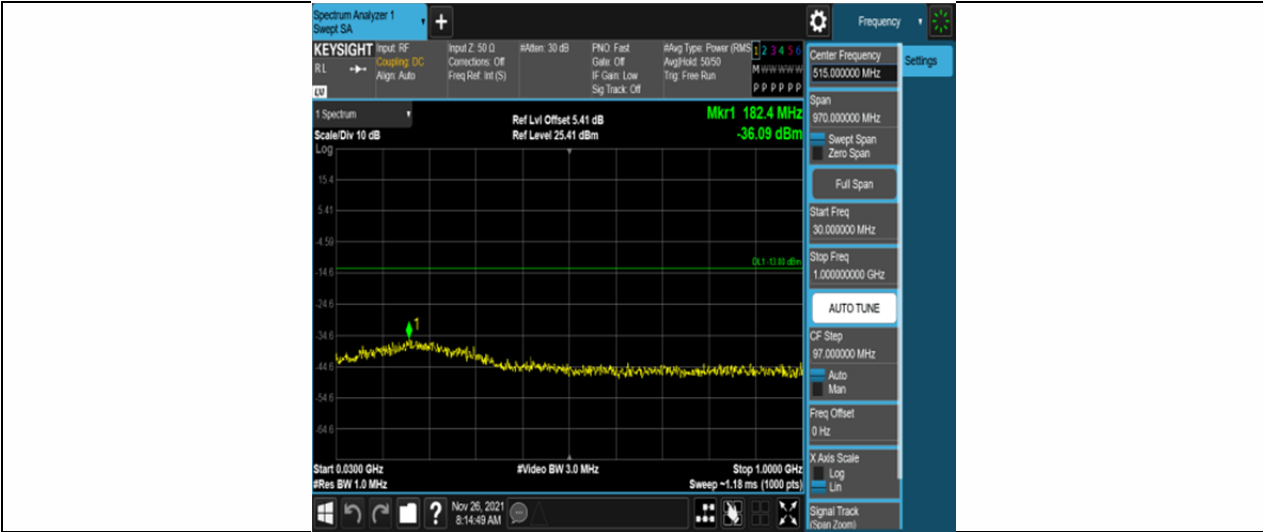 Spectrum Analyzer 1
Swept SA
+
Frequency
KEYSIGHT
RL
LV
Input: RF
Coupling: DC
Align: Auto
Input Z: 50 Ω
Corrections: Off
Freq Ref: Int (S)
#Atten: 30 dB
PNO: Fast
Gate: Off
IF Gain: Low
Sig Track: Off
#Avg Type: Power (RMS
Avg|Hold: 50/50
Trig: Free Run
1 2 3 4 5 6
M W W W W W
P P P P P P
1 Spectrum
Scale/Div 10 dB
Log
Ref Lvl Offset 5.41 dB
Ref Level 25.41 dBm
Mkr1 182.4 MHz
-36.09 dBm
15.4
5.41
-4.59
-14.6
-24.6
-34.6
-44.6
-54.6
-64.6
DL1 -13.00 dBm
1
Start 0.0300 GHz
#Res BW 1.0 MHz
#Video BW 3.0 MHz
Stop 1.0000 GHz
Sweep ~1.18 ms (1000 pts)
?
Nov 26, 2021
8:14:49 AM
Center Frequency
515.000000 MHz
Settings
Span
970.000000 MHz
Swept Span
Zero Span
Full Span
Start Freq
30.000000 MHz
Stop Freq
1.000000000 GHz
AUTO TUNE
CF Step
97.000000 MHz
Auto
Man
Freq Offset
0 Hz
X Axis Scale
Log
Lin
Signal Track
(Span Zoom)